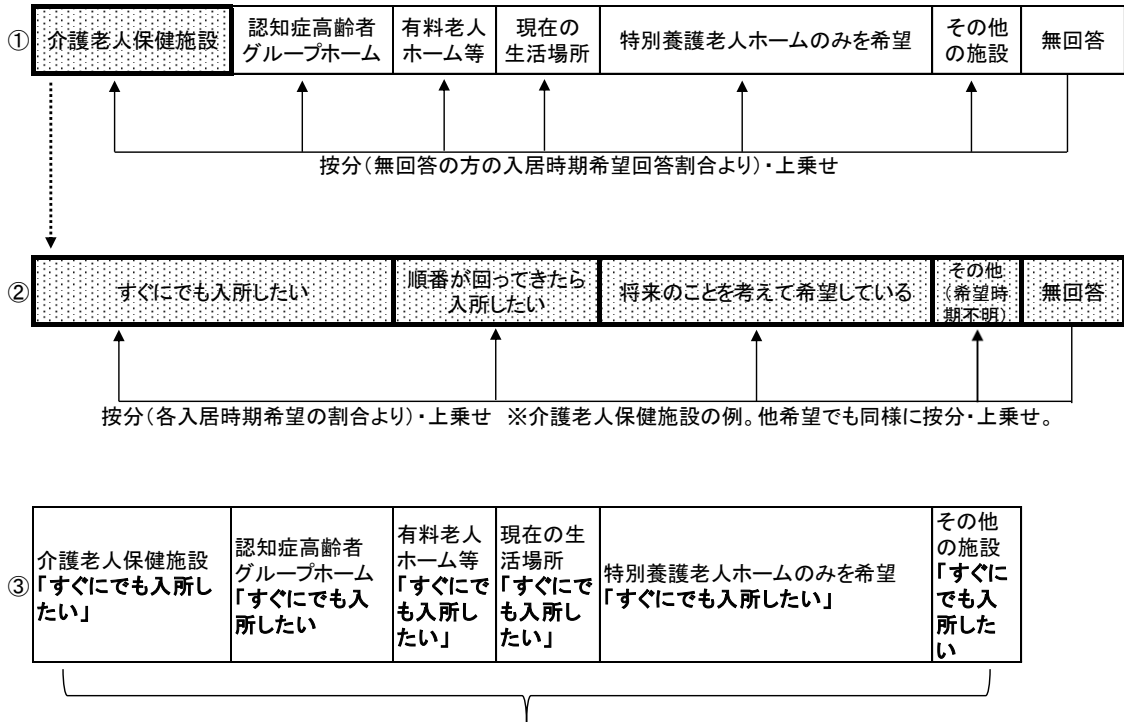 ①
介護老人保健施設
認知症高齢者
グループホーム
有料老人
ホーム等
現在の
生活場所
特別養護老人ホームのみを希望
その他
の施設
無回答
按分(無回答の方の入居時期希望回答割合より)・上乗せ
②
すぐにでも入所したい
順番が回ってきたら
入所したい
将来のことを考えて希望している
その他
(希望時
期不明)
無回答
按分(各入居時期希望の割合より)・上乗せ ※介護老人保健施設の例。他希望でも同様に按分・上乗せ。
③
介護老人保健施設
「すぐにでも入所し
たい」
認知症高齢者
グループホーム
「すぐにでも入
所したい
有料老人
ホーム等
「すぐにで
も入所し
たい」
現在の生
活場所
「すぐにで
も入所し
たい」
特別養護老人ホームのみを希望
「すぐにでも入所したい」
その他
の施設
「すぐに
でも入
所した
い